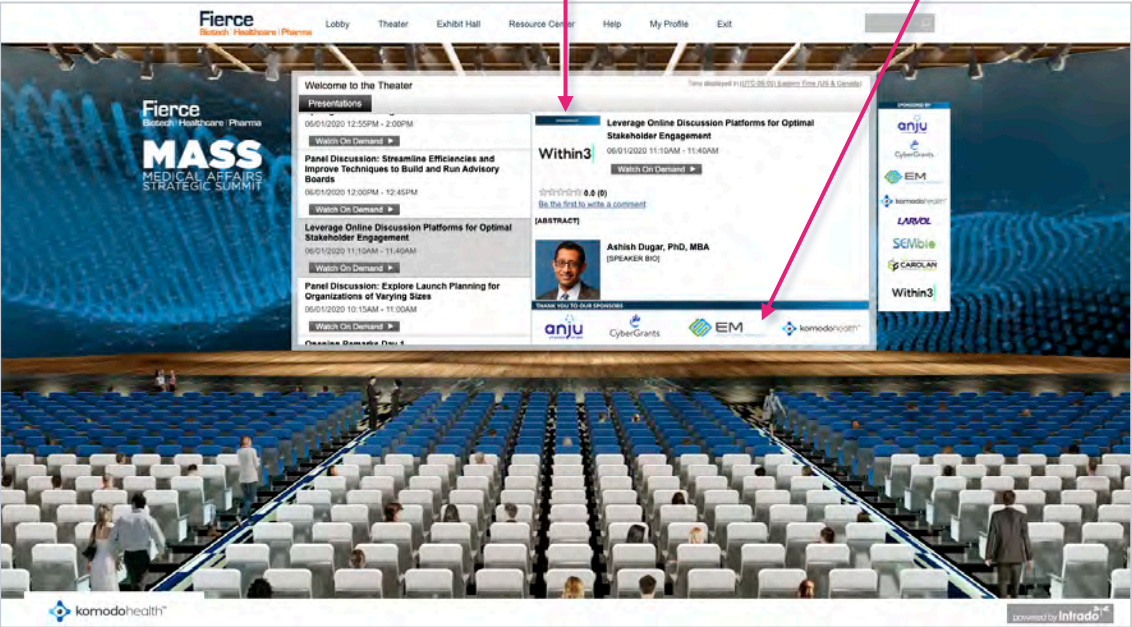 Fierce
Biotech | Healthcare | Pharma
Lobby Theater Exhibit Hall Resource Center Help My Profile Exit
Fierce
Biotech | Healthcare | Pharma
MASS
MEDICAL AFFAIRS
STRATEGIC SUMMIT
Welcome to the Theater
Time displayed in (UTC-05:00) Eastern Time (US & Canada)
Presentations
06/01/2020 12:55PM - 2:00PM
Watch On Demand
Panel Discussion: Streamline Efficiencies and
Improve Techniques to Build and Run Advisory
Boards
06/01/2020 12:00PM - 12:45PM
Watch On Demand
Leverage Online Discussion Platforms for Optimal
Stakeholder Engagement
06/01/2020 11:10AM - 11:40AM
Watch On Demand
Panel Discussion: Explore Launch Planning for
Organizations of Varying Sizes
06/01/2020 10:15AM - 11:00AM
Watch On Demand
Opening Remarks Day 1
Within3
Leverage Online Discussion Platforms for Optimal
Stakeholder Engagement
06/01/2020 11:10AM - 11:40AM
Watch On Demand
0.0 (0)
Be the first to write a comment
[ABSTRACT]
Ashish Dugar, PhD, MBA
[SPEAKER BIO]
THANK YOU TO OUR SPONSORS
anju
CyberGrants
EM
komodohealth
SPONSORED BY
anju
CyberGrants
EM
komodohealth
LARVOL
SEMbio
CAROLAN
Within3
komodohealth
powered by Intrado